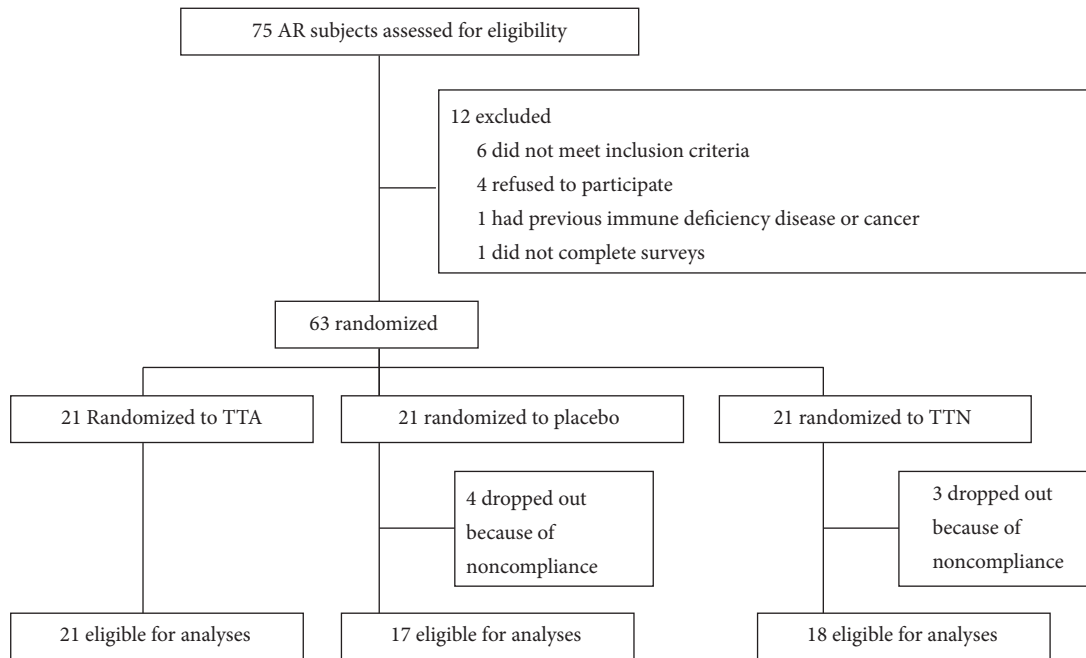 75 AR subjects assessed for eligibility
12 excluded
6 did not meet inclusion criteria
4 refused to participate
1 had previous immune deficiency disease or cancer
1 did not complete surveys
63 randomized
21 Randomized to TTA
21 randomized to placebo
21 randomized to TTN
4 dropped out
because of
noncompliance
3 dropped out
because of
noncompliance
21 eligible for analyses
17 eligible for analyses
18 eligible for analyses